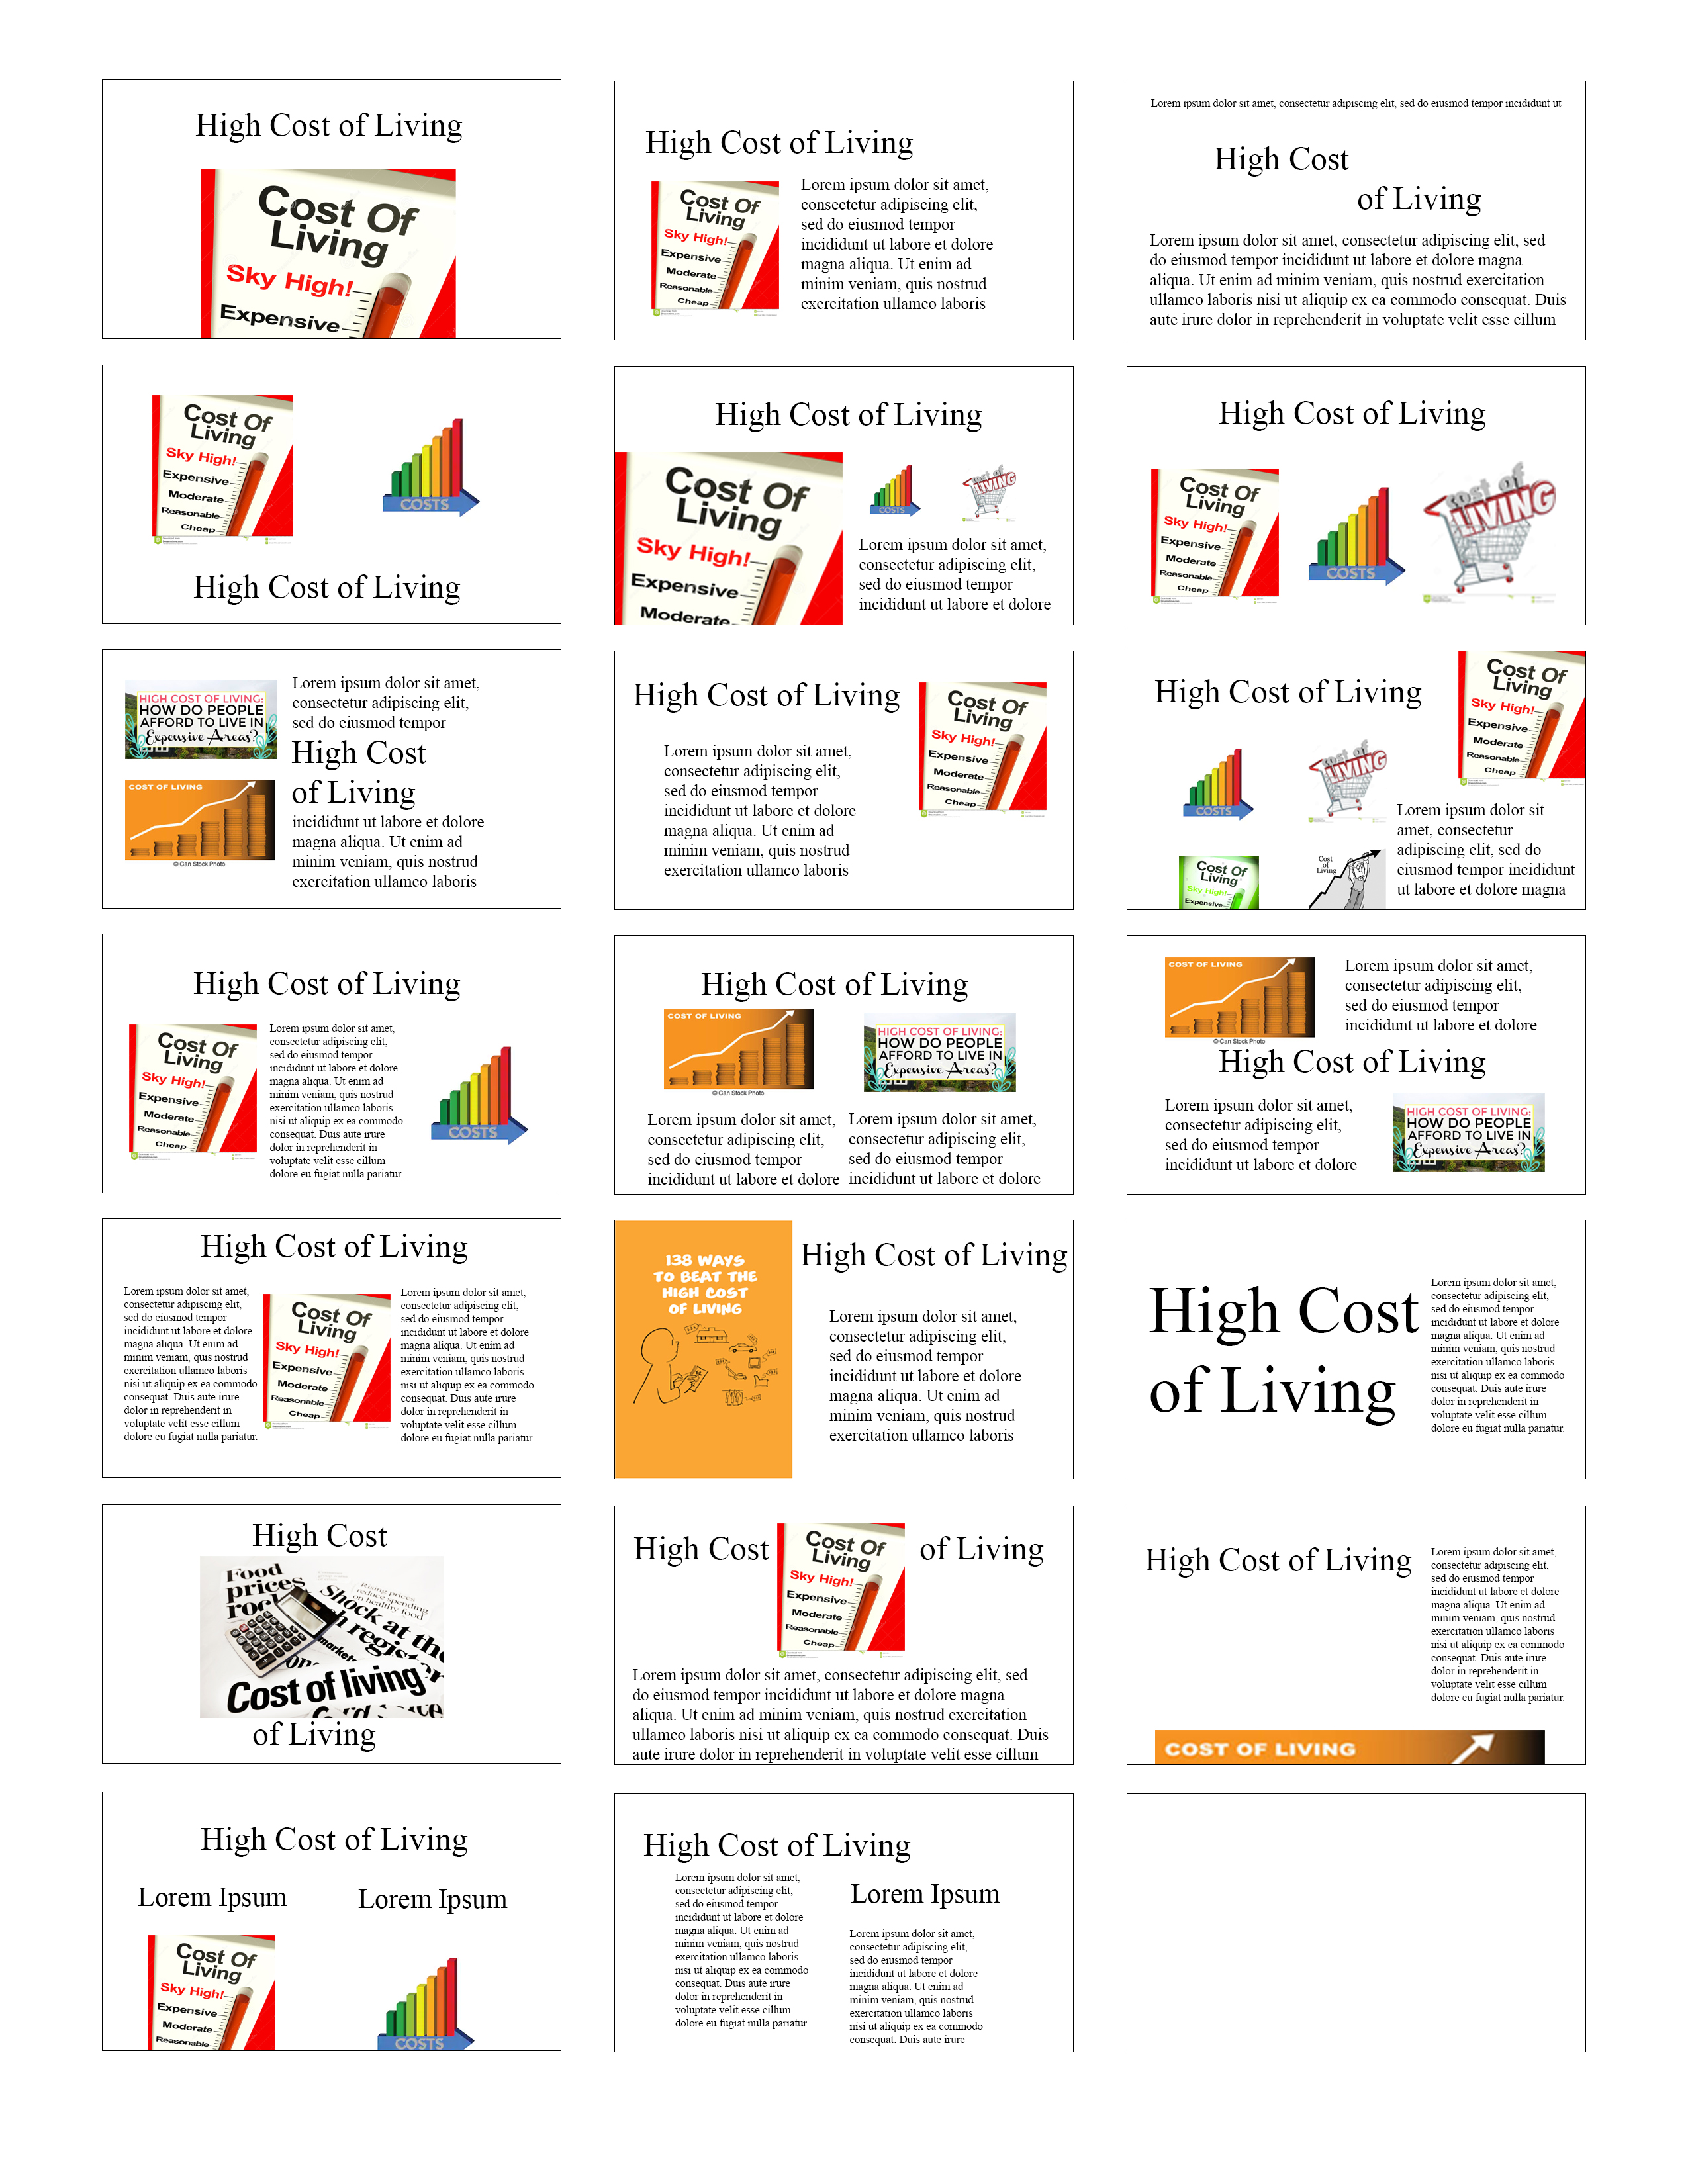 High Cost of Living
Cost Of
Living
Sky High!
Expensive
High Cost of Living
Cost Of
Living
Sky High!
Expensive
Moderate
Reasonable
Cheap
Lorem ipsum dolor sit amet,
consectetur adipiscing elit,
sed do eiusmod tempor
incididunt ut labore et dolore
magna aliqua. Ut enim ad
minim veniam, quis nostrud
exercitation ullamco laboris
Lorem ipsum dolor sit amet, consectetur adipiscing elit, sed do eiusmod tempor incididunt ut
High Cost
of Living
Lorem ipsum dolor sit amet, consectetur adipiscing elit, sed
do eiusmod tempor incididunt ut labore et dolore magna
aliqua. Ut enim ad minim veniam, quis nostrud exercitation
ullamco laboris nisi ut aliquip ex ea commodo consequat. Duis
aute irure dolor in reprehenderit in voluptate velit esse cillum
Cost Of
Living
Sky High!
Expensive
Moderate
Reasonable
Cheap
COSTS
High Cost of Living
High Cost of Living
Cost Of
Living
Sky High!
Expensive
Moderate
COSTS
cost of
LIVING
Lorem ipsum dolor sit amet,
consectetur adipiscing elit,
sed do eiusmod tempor
incididunt ut labore et dolore
High Cost of Living
Cost Of
Living
Sky High!
Expensive
Moderate
Reasonable
Cheap
COSTS
cost of
LIVING
HIGH COST OF LIVING:
HOW DO PEOPLE
AFFORD TO LIVE IN
Expensive Areas?
COST OF LIVING
© Can Stock Photo
Lorem ipsum dolor sit amet,
consectetur adipiscing elit,
sed do eiusmod tempor
High Cost
of Living
incididunt ut labore et dolore
magna aliqua. Ut enim ad
minim veniam, quis nostrud
exercitation ullamco laboris
High Cost of Living
Lorem ipsum dolor sit amet,
consectetur adipiscing elit,
sed do eiusmod tempor
incididunt ut labore et dolore
magna aliqua. Ut enim ad
minim veniam, quis nostrud
exercitation ullamco laboris
Cost Of
Living
Sky High!
Expensive
Moderate
Reasonable
Cheap
High Cost of Living
Cost Of
Living
Sky High!
Expensive
Moderate
Reasonable
Cheap
COSTS
cost of
LIVING
Cost Of
Living
Sky High!
Expensive
Cost
of
Living
Lorem ipsum dolor sit
amet, consectetur
adipiscing elit, sed do
eiusmod tempor incididunt
ut labore et dolore magna
High Cost of Living
Cost Of
Living
Sky High!
Expensive
Moderate
Reasonable
Cheap
Lorem ipsum dolor sit amet,
consectetur adipiscing elit,
sed do eiusmod tempor
incididunt ut labore et dolore
magna aliqua. Ut enim ad
minim veniam, quis nostrud
exercitation ullamco laboris
nisi ut aliquip ex ea commodo
consequat. Duis aute irure
dolor in reprehenderit in
voluptate velit esse cillum
dolore eu fugiat nulla pariatur.
COSTS
High Cost of Living
COST OF LIVING
© Can Stock Photo
HIGH COST OF LIVING:
HOW DO PEOPLE
AFFORD TO LIVE IN
Expensive Areas?
Lorem ipsum dolor sit amet,
consectetur adipiscing elit,
sed do eiusmod tempor
incididunt ut labore et dolore
Lorem ipsum dolor sit amet,
consectetur adipiscing elit,
sed do eiusmod tempor
incididunt ut labore et dolore
COST OF LIVING
© Can Stock Photo
Lorem ipsum dolor sit amet,
consectetur adipiscing elit,
sed do eiusmod tempor
incididunt ut labore et dolore
High Cost of Living
Lorem ipsum dolor sit amet,
consectetur adipiscing elit,
sed do eiusmod tempor
incididunt ut labore et dolore
HIGH COST OF LIVING:
HOW DO PEOPLE
AFFORD TO LIVE IN
Expensive Areas?
High Cost of Living
Lorem ipsum dolor sit amet,
consectetur adipiscing elit,
sed do eiusmod tempor
incididunt ut labore et dolore
magna aliqua. Ut enim ad
minim veniam, quis nostrud
exercitation ullamco laboris
nisi ut aliquip ex ea commodo
consequat. Duis aute irure
dolor in reprehenderit in
voluptate velit esse cillum
dolore eu fugiat nulla pariatur.
Cost Of
Living
Sky High!
Expensive
Moderate
Reasonable
Cheap
Lorem ipsum dolor sit amet,
consectetur adipiscing elit,
sed do eiusmod tempor
incididunt ut labore et dolore
magna aliqua. Ut enim ad
minim veniam, quis nostrud
exercitation ullamco laboris
nisi ut aliquip ex ea commodo
consequat. Duis aute irure
dolor in reprehenderit in
voluptate velit esse cillum
dolore eu fugiat nulla pariatur.
138 WAYS
TO BEAT THE
HIGH COST
OF LIVING
High Cost of Living
Lorem ipsum dolor sit amet,
consectetur adipiscing elit,
sed do eiusmod tempor
incididunt ut labore et dolore
magna aliqua. Ut enim ad
minim veniam, quis nostrud
exercitation ullamco laboris
High Cost
of Living
Lorem ipsum dolor sit amet,
consectetur adipiscing elit,
sed do eiusmod tempor
incididunt ut labore et dolore
magna aliqua. Ut enim ad
minim veniam, quis nostrud
exercitation ullamco laboris
nisi ut aliquip ex ea commodo
consequat. Duis aute irure
dolor in reprehenderit in
voluptate velit esse cillum
dolore eu fugiat nulla pariatur.
High Cost
Food
prices
Rising prices
reduce spending
on healthy food
Shock at the
Cost of living
of Living
High Cost
Cost Of
Living
Sky High!
Expensive
Moderate
Reasonable
Cheap
of Living
Lorem ipsum dolor sit amet, consectetur adipiscing elit, sed
do eiusmod tempor incididunt ut labore et dolore magna
aliqua. Ut enim ad minim veniam, quis nostrud exercitation
ullamco laboris nisi ut aliquip ex ea commodo consequat. Duis
aute irure dolor in reprehenderit in voluptate velit esse cillum
High Cost of Living
Lorem ipsum dolor sit amet,
consectetur adipiscing elit,
sed do eiusmod tempor
incididunt ut labore et dolore
magna aliqua. Ut enim ad
minim veniam, quis nostrud
exercitation ullamco laboris
nisi ut aliquip ex ea commodo
consequat. Duis aute irure
dolor in reprehenderit in
voluptate velit esse cillum
dolore eu fugiat nulla pariatur.
COST OF LIVING
High Cost of Living
Lorem Ipsum
Lorem Ipsum
Cost Of
Living
Sky High!
Expensive
Moderate
Reasonable
COSTS
High Cost of Living
Lorem ipsum dolor sit amet,
consectetur adipiscing elit,
sed do eiusmod tempor
incididunt ut labore et dolore
magna aliqua. Ut enim ad
minim veniam, quis nostrud
exercitation ullamco laboris
nisi ut aliquip ex ea commodo
consequat. Duis aute irure
dolor in reprehenderit in
voluptate velit esse cillum
dolore eu fugiat nulla pariatur.
Lorem Ipsum
Lorem ipsum dolor sit amet,
consectetur adipiscing elit,
sed do eiusmod tempor
incididunt ut labore et dolore
magna aliqua. Ut enim ad
minim veniam, quis nostrud
exercitation ullamco laboris
nisi ut aliquip ex ea commodo
consequat. Duis aute irure